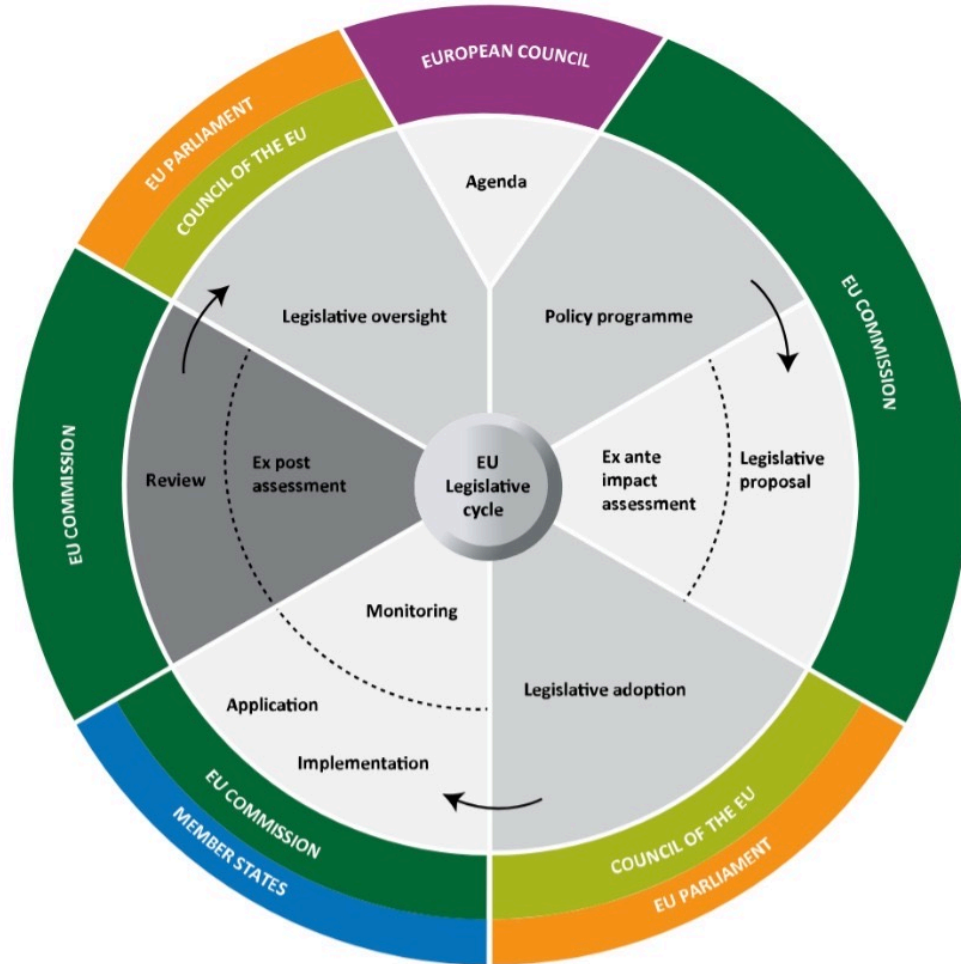 EUROPEAN COUNCIL
EU PARLIAMENT
COUNCIL OF THE EU
Agenda
EU COMMISSION
Legislative oversight
Policy programme
Review
Ex post
assessment
EU
Legislative
cycle
Ex ante
impact
assessment
Legislative
proposal
EU COMMISSION
Monitoring
Application
Implementation
Legislative adoption
EU COMMISSION
MEMBER STATES
COUNCIL OF THE EU
EU PARLIAMENT